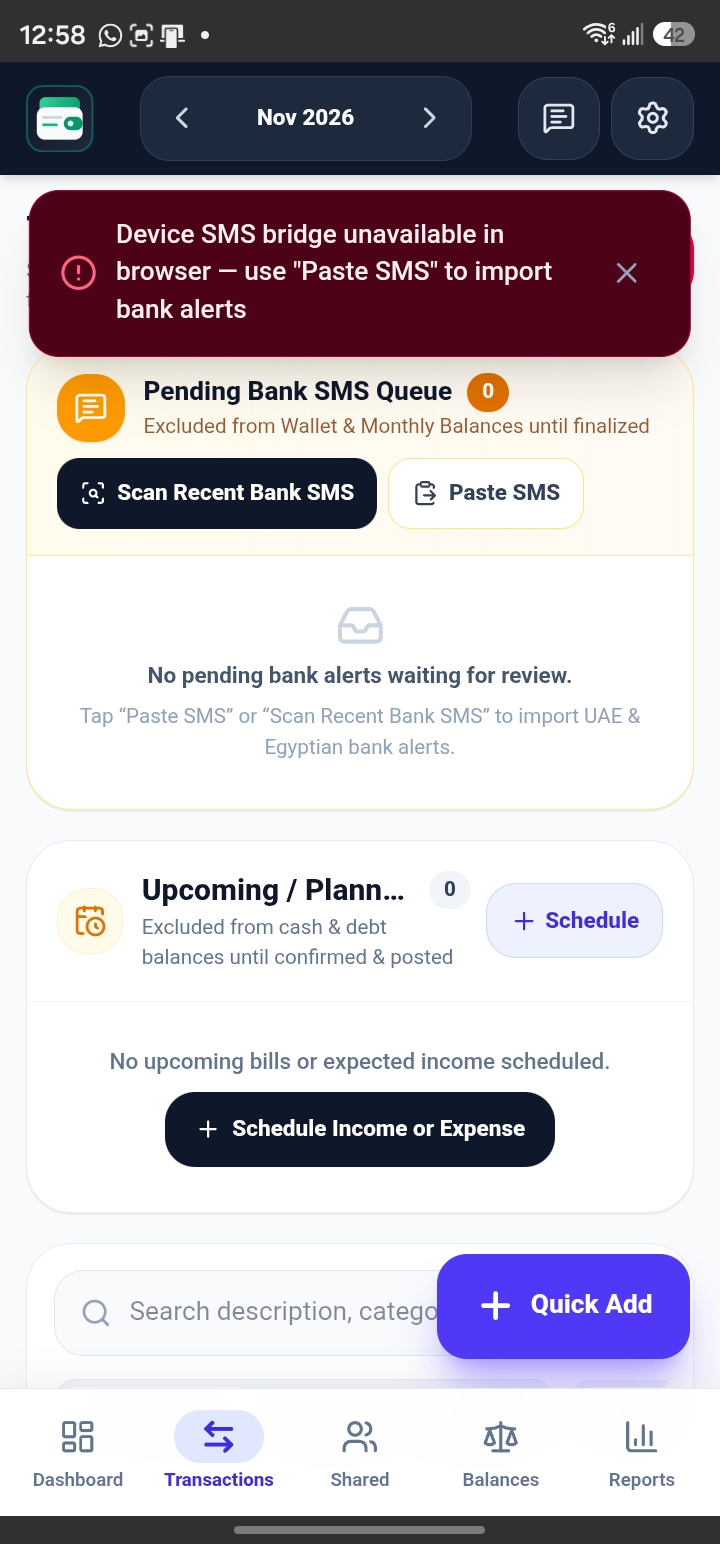 12:58
6
42
Nov 2026
Device SMS bridge unavailable in
browser — use "Paste SMS" to import
bank alerts
Pending Bank SMS Queue 0
Excluded from Wallet & Monthly Balances until finalized
Scan Recent Bank SMS
Paste SMS
No pending bank alerts waiting for review.
Tap “Paste SMS” or “Scan Recent Bank SMS” to import UAE &
Egyptian bank alerts.
Upcoming / Plann... 0
Excluded from cash & debt
balances until confirmed & posted
Schedule
No upcoming bills or expected income scheduled.
Schedule Income or Expense
Search description, catego
Quick Add
Dashboard
Transactions
Shared
Balances
Reports